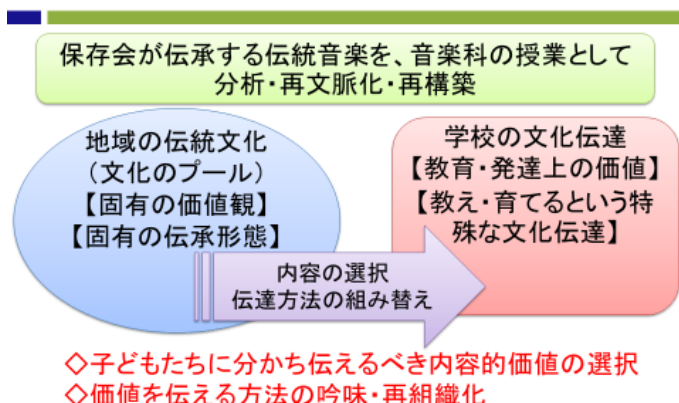 保存会が伝承する伝統音楽を、音楽科の授業として
分析・再文脈化・再構築
地域の伝統文化
（文化のプール）
【固有の価値観】
【固有の伝承形態】
学校の文化伝達
【教育・発達上の価値】
【教え・育てるという特
殊な文化伝達】
内容の選択
伝達方法の組み替え
◇子どもたちに分かち伝えるべき内容的価値の選択
◇価値を伝える方法の吟味・再組織化